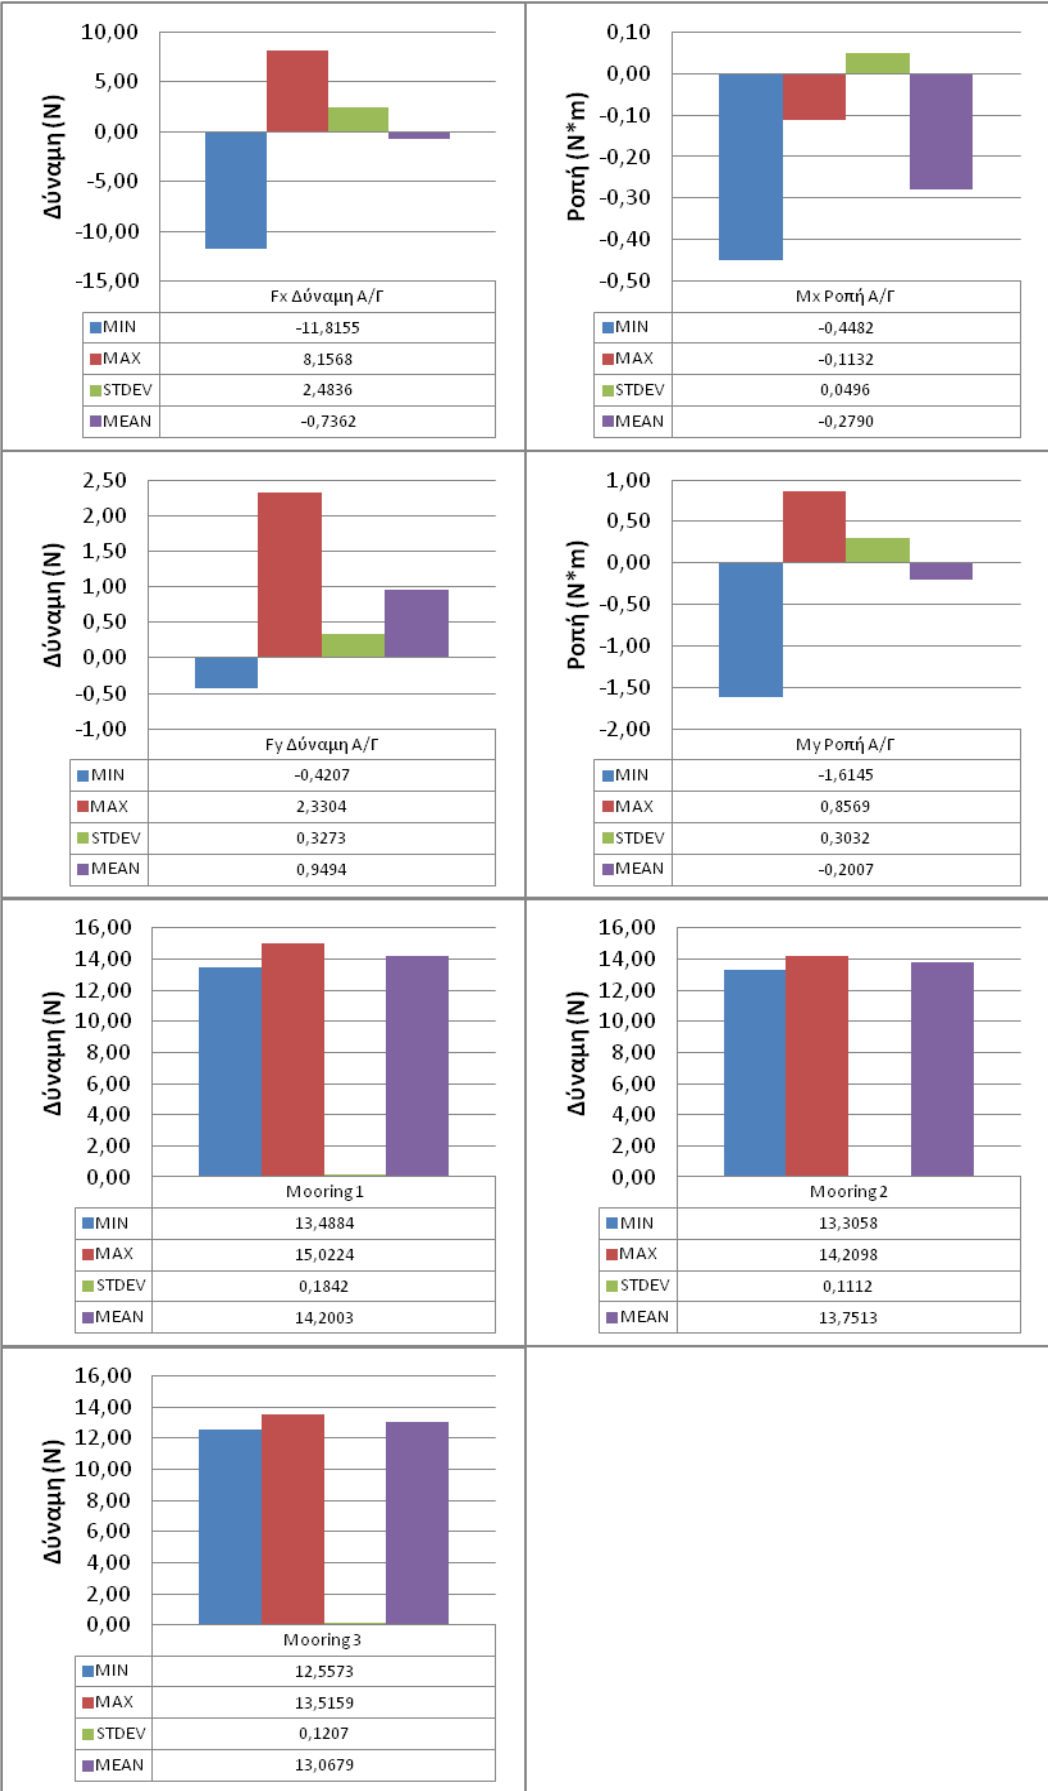 10,00
5,00
0,00
-5,00
-10,00
-15,00
Δύναμη (N)
Fx Δύναμη Α/Γ
MIN -11,8155
MAX 8,1568
STDEV 2,4836
MEAN -0,7362
0,10
0,00
-0,10
-0,20
-0,30
-0,40
-0,50
Ροπή (N*m)
Mx Ροπή Α/Γ
MIN -0,4482
MAX -0,1132
STDEV 0,0496
MEAN -0,2790
2,50
2,00
1,50
1,00
0,50
0,00
-0,50
-1,00
Δύναμη (N)
Fy Δύναμη Α/Γ
MIN -0,4207
MAX 2,3304
STDEV 0,3273
MEAN 0,9494
1,00
0,50
0,00
-0,50
-1,00
-1,50
-2,00
Ροπή (N*m)
My Ροπή Α/Γ
MIN -1,6145
MAX 0,8569
STDEV 0,3032
MEAN -0,2007
16,00
14,00
12,00
10,00
8,00
6,00
4,00
2,00
0,00
Δύναμη (N)
Mooring1
MIN 13,4884
MAX 15,0224
STDEV 0,1842
MEAN 14,2003
16,00
14,00
12,00
10,00
8,00
6,00
4,00
2,00
0,00
Δύναμη (N)
Mooring2
MIN 13,3058
MAX 14,2098
STDEV 0,1112
MEAN 13,7513
16,00
14,00
12,00
10,00
8,00
6,00
4,00
2,00
0,00
Δύναμη (N)
Mooring3
MIN 12,5573
MAX 13,5159
STDEV 0,1207
MEAN 13,0679